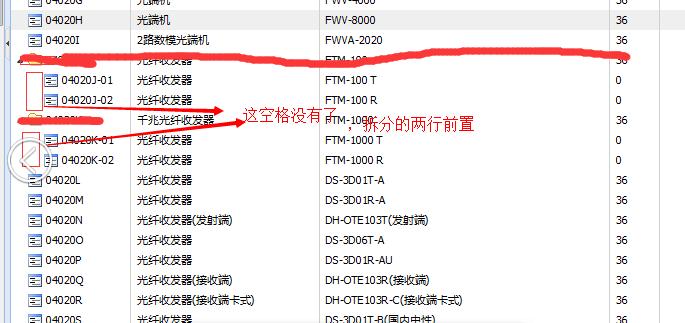 04020G 光端机 FWV-4000 36
04020H 光端机 FWV-8000 36
04020I 2路数模光端机 FWVA-2020 36
光纤收发器 36
04020J-01 光纤收发器 FTM-100 T 0
04020J-02 光纤收发器 FTM-100 R 0
这空格没有了，拆分的两行前置
千兆光纤收发器 FTM-1000 36
04020K-01 光纤收发器 FTM-1000 T 0
04020K-02 光纤收发器 FTM-1000 R 0
04020L 光纤收发器 DS-3D01T-A 36
04020M 光纤收发器 DS-3D01R-A 36
04020N 光纤收发器(发射端) DH-OTE103T(发射端) 36
04020O 光纤收发器 DS-3D06T-A 36
04020P 光纤收发器 DS-3D01R-AU 36
04020Q 光纤收发器(接收端) DH-OTE103R(接收端) 36
04020R 光纤收发器(接收端卡式) DH-OTE103R-C(接收端卡式) 36
04020S 光纤收发器 DS-3D01T-B(国内中性) 36